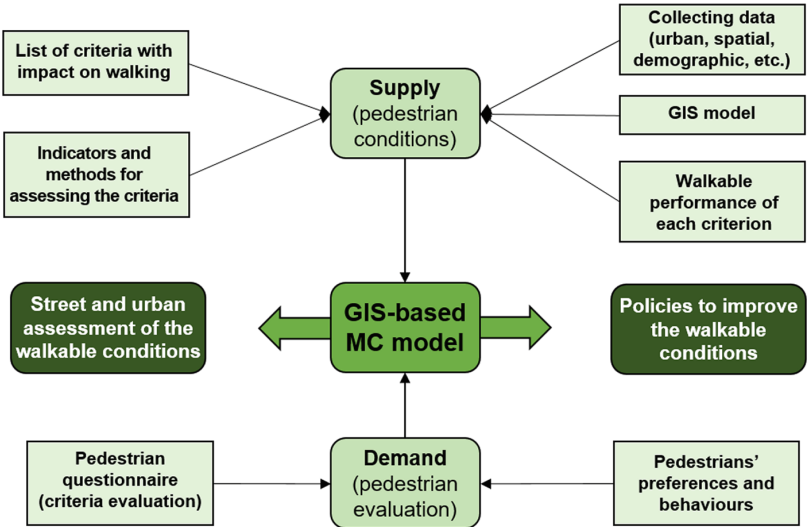 List of criteria with
impact on walking
Indicators and
methods for
assessing the criteria
Supply
(pedestrian
conditions)
Collecting data
(urban, spatial,
demographic, etc.)
GIS model
Walkable
performance of
each criterion
Street and urban
assessment of the
walkable conditions
GIS-based
MC model
Policies to improve
the walkable
conditions
Pedestrian
questionnaire
(criteria evaluation)
Demand
(pedestrian
evaluation)
Pedestrians’
preferences and
behaviours